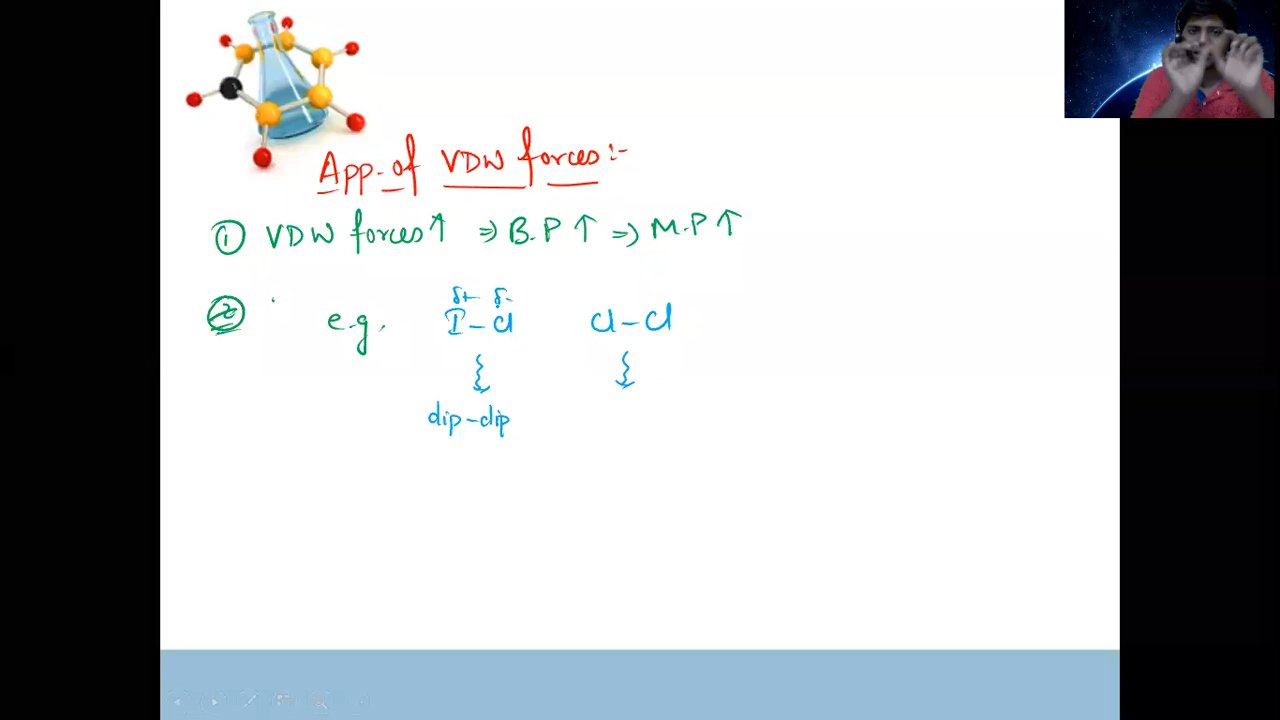 App. of VDW forces :-
① VDW forces ↑ ⇒ B.P ↑ ⇒ M.P ↑
② e.g. δ+ δ-
I - Cl Cl - Cl
dip-dip